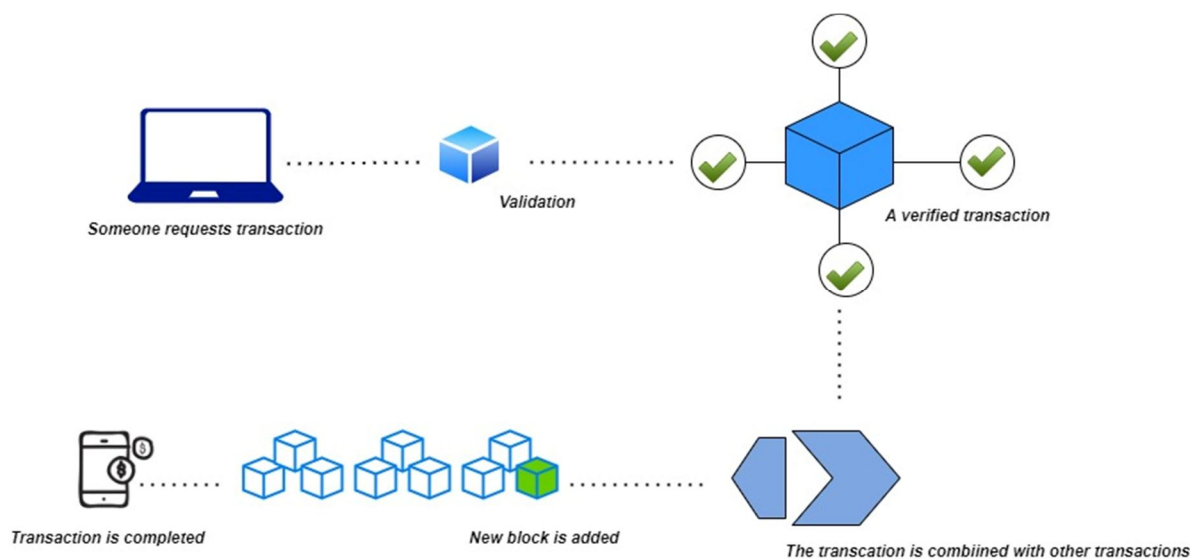 Someone requests transaction
Validation
A verified transaction
Transaction is completed
New block is added
The transcation is combiined with other transactions